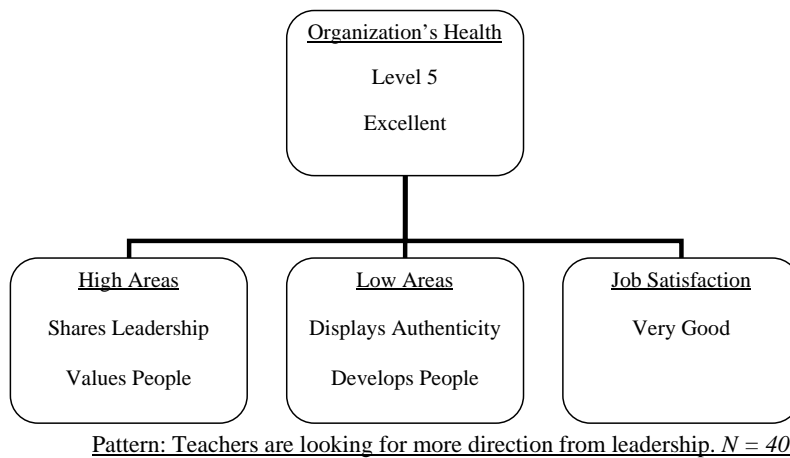 Organization’s Health
Level 5
Excellent
High Areas
Shares Leadership
Values People
Low Areas
Displays Authenticity
Develops People
Job Satisfaction
Very Good
Pattern: Teachers are looking for more direction from leadership. N = 40